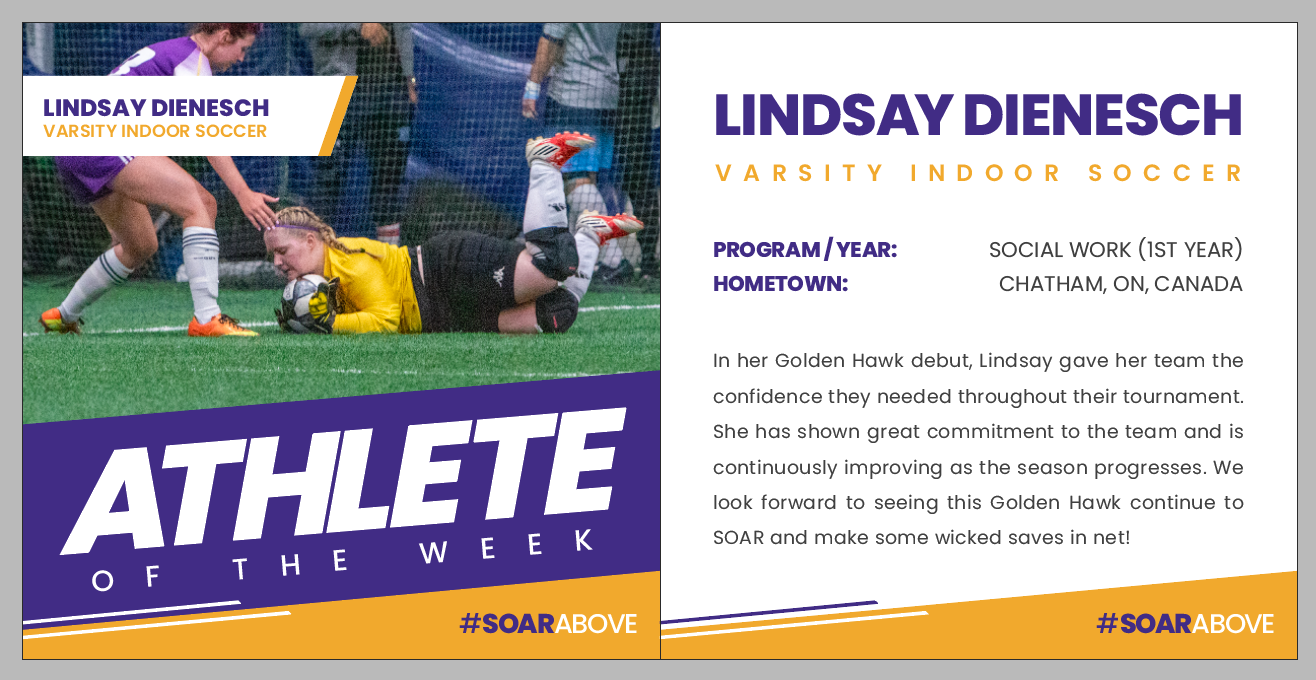 LINDSAY DIENESCH
VARSITY INDOOR SOCCER
ATHLETE
OF THE WEEK
#SOARABOVE
LINDSAY DIENESCH
VARSITY INDOOR SOCCER
PROGRAM / YEAR: SOCIAL WORK (1ST YEAR)
HOMETOWN: CHATHAM, ON, CANADA
In her Golden Hawk debut, Lindsay gave her team the
confidence they needed throughout their tournament.
She has shown great commitment to the team and is
continuously improving as the season progresses. We
look forward to seeing this Golden Hawk continue to
SOAR and make some wicked saves in net!
#SOARABOVE